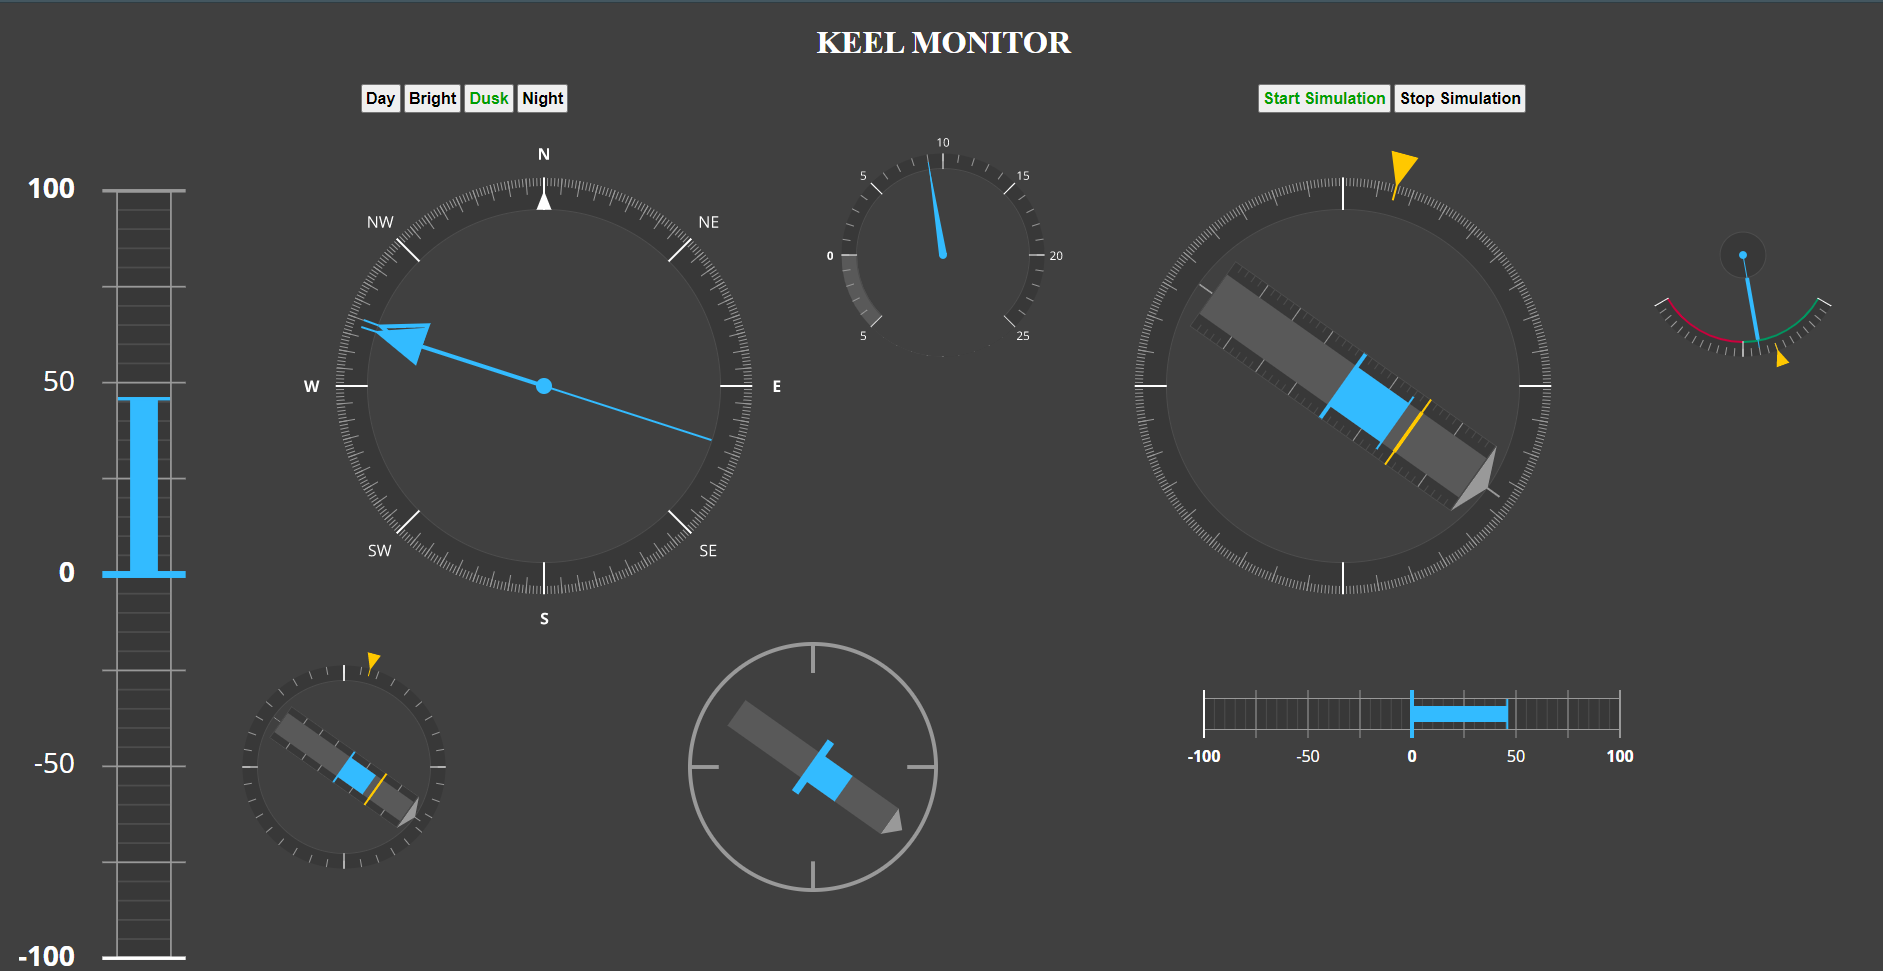 KEEL MONITOR
Day Bright Dusk Night
Start Simulation Stop Simulation
100
50
0
-50
-100
N
NW NE
W E
SW SE
S
10
5 15
0 20
5 25
-100 -50 0 50 100